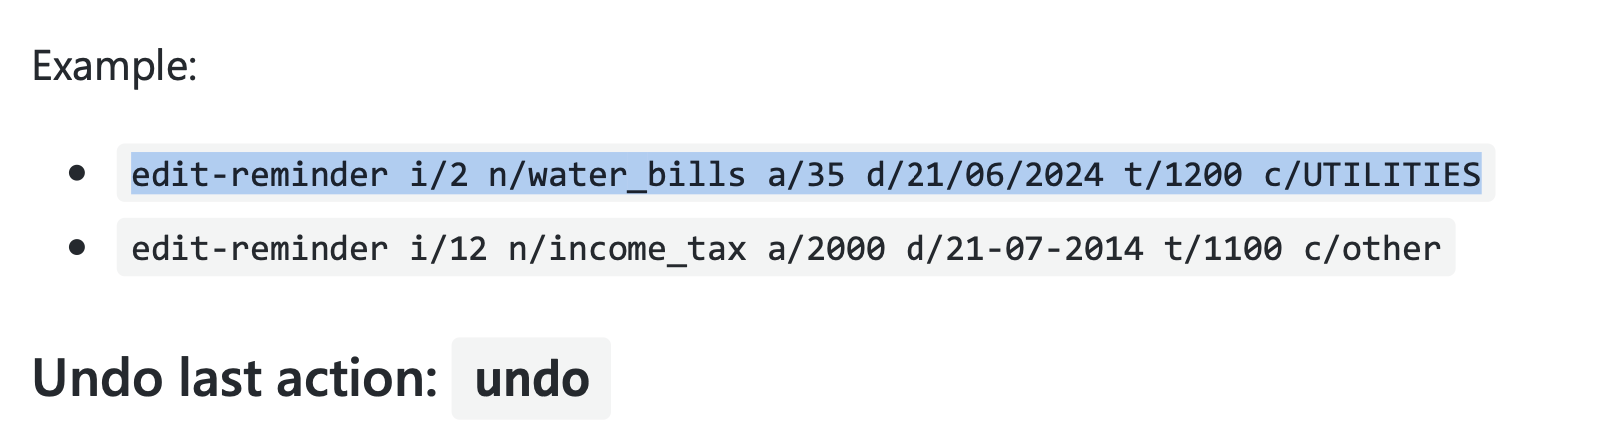 Example:
edit-reminder i/2 n/water_bills a/35 d/21/06/2024 t/1200 c/UTILITIES
edit-reminder i/12 n/income_tax a/2000 d/21-07-2014 t/1100 c/other
Undo last action: undo